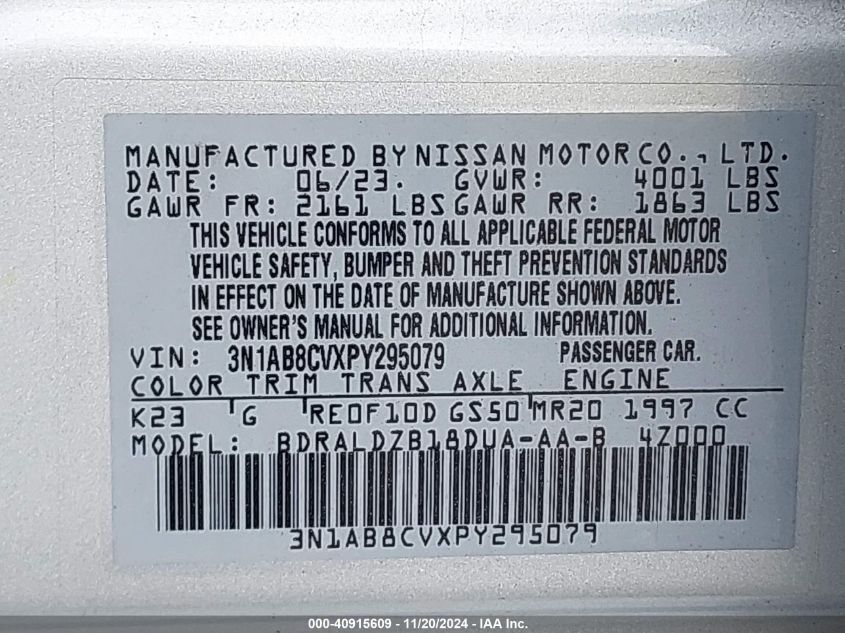 MANUFACTURED BY NISSAN MOTOR CO., LTD.
DATE: 06/23. GVWR: 4001 LBS
GAWR FR: 2161 LBS GAWR RR: 1863 LBS
THIS VEHICLE CONFORMS TO ALL APPLICABLE FEDERAL MOTOR
VEHICLE SAFETY, BUMPER AND THEFT PREVENTION STANDARDS
IN EFFECT ON THE DATE OF MANUFACTURE SHOWN ABOVE.
SEE OWNER'S MANUAL FOR ADDITIONAL INFORMATION.
VIN: 3N1AB8CVXPY295079 PASSENGER CAR.
COLOR TRIM TRANS AXLE ENGINE
K23 G RE0F10D GS50 MR20 1997 CC
MODEL: BDRALDZB18DUA-AA-B 4Z000
3N1AB8CVXPY295079
000-40915609 - 11/20/2024 - IAA Inc.